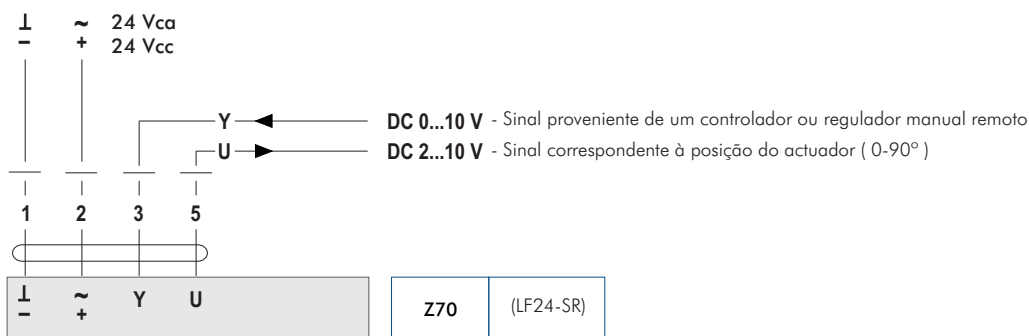 ⊥ ~ 24 Vca
− + 24 Vcc
Y DC 0...10 V - Sinal proveniente de um controlador ou regulador manual remoto
U DC 2...10 V - Sinal correspondente à posição do actuador ( 0-90º )
1 2 3 5
⊥ ~ Y U
− +
Z70 (LF24-SR)